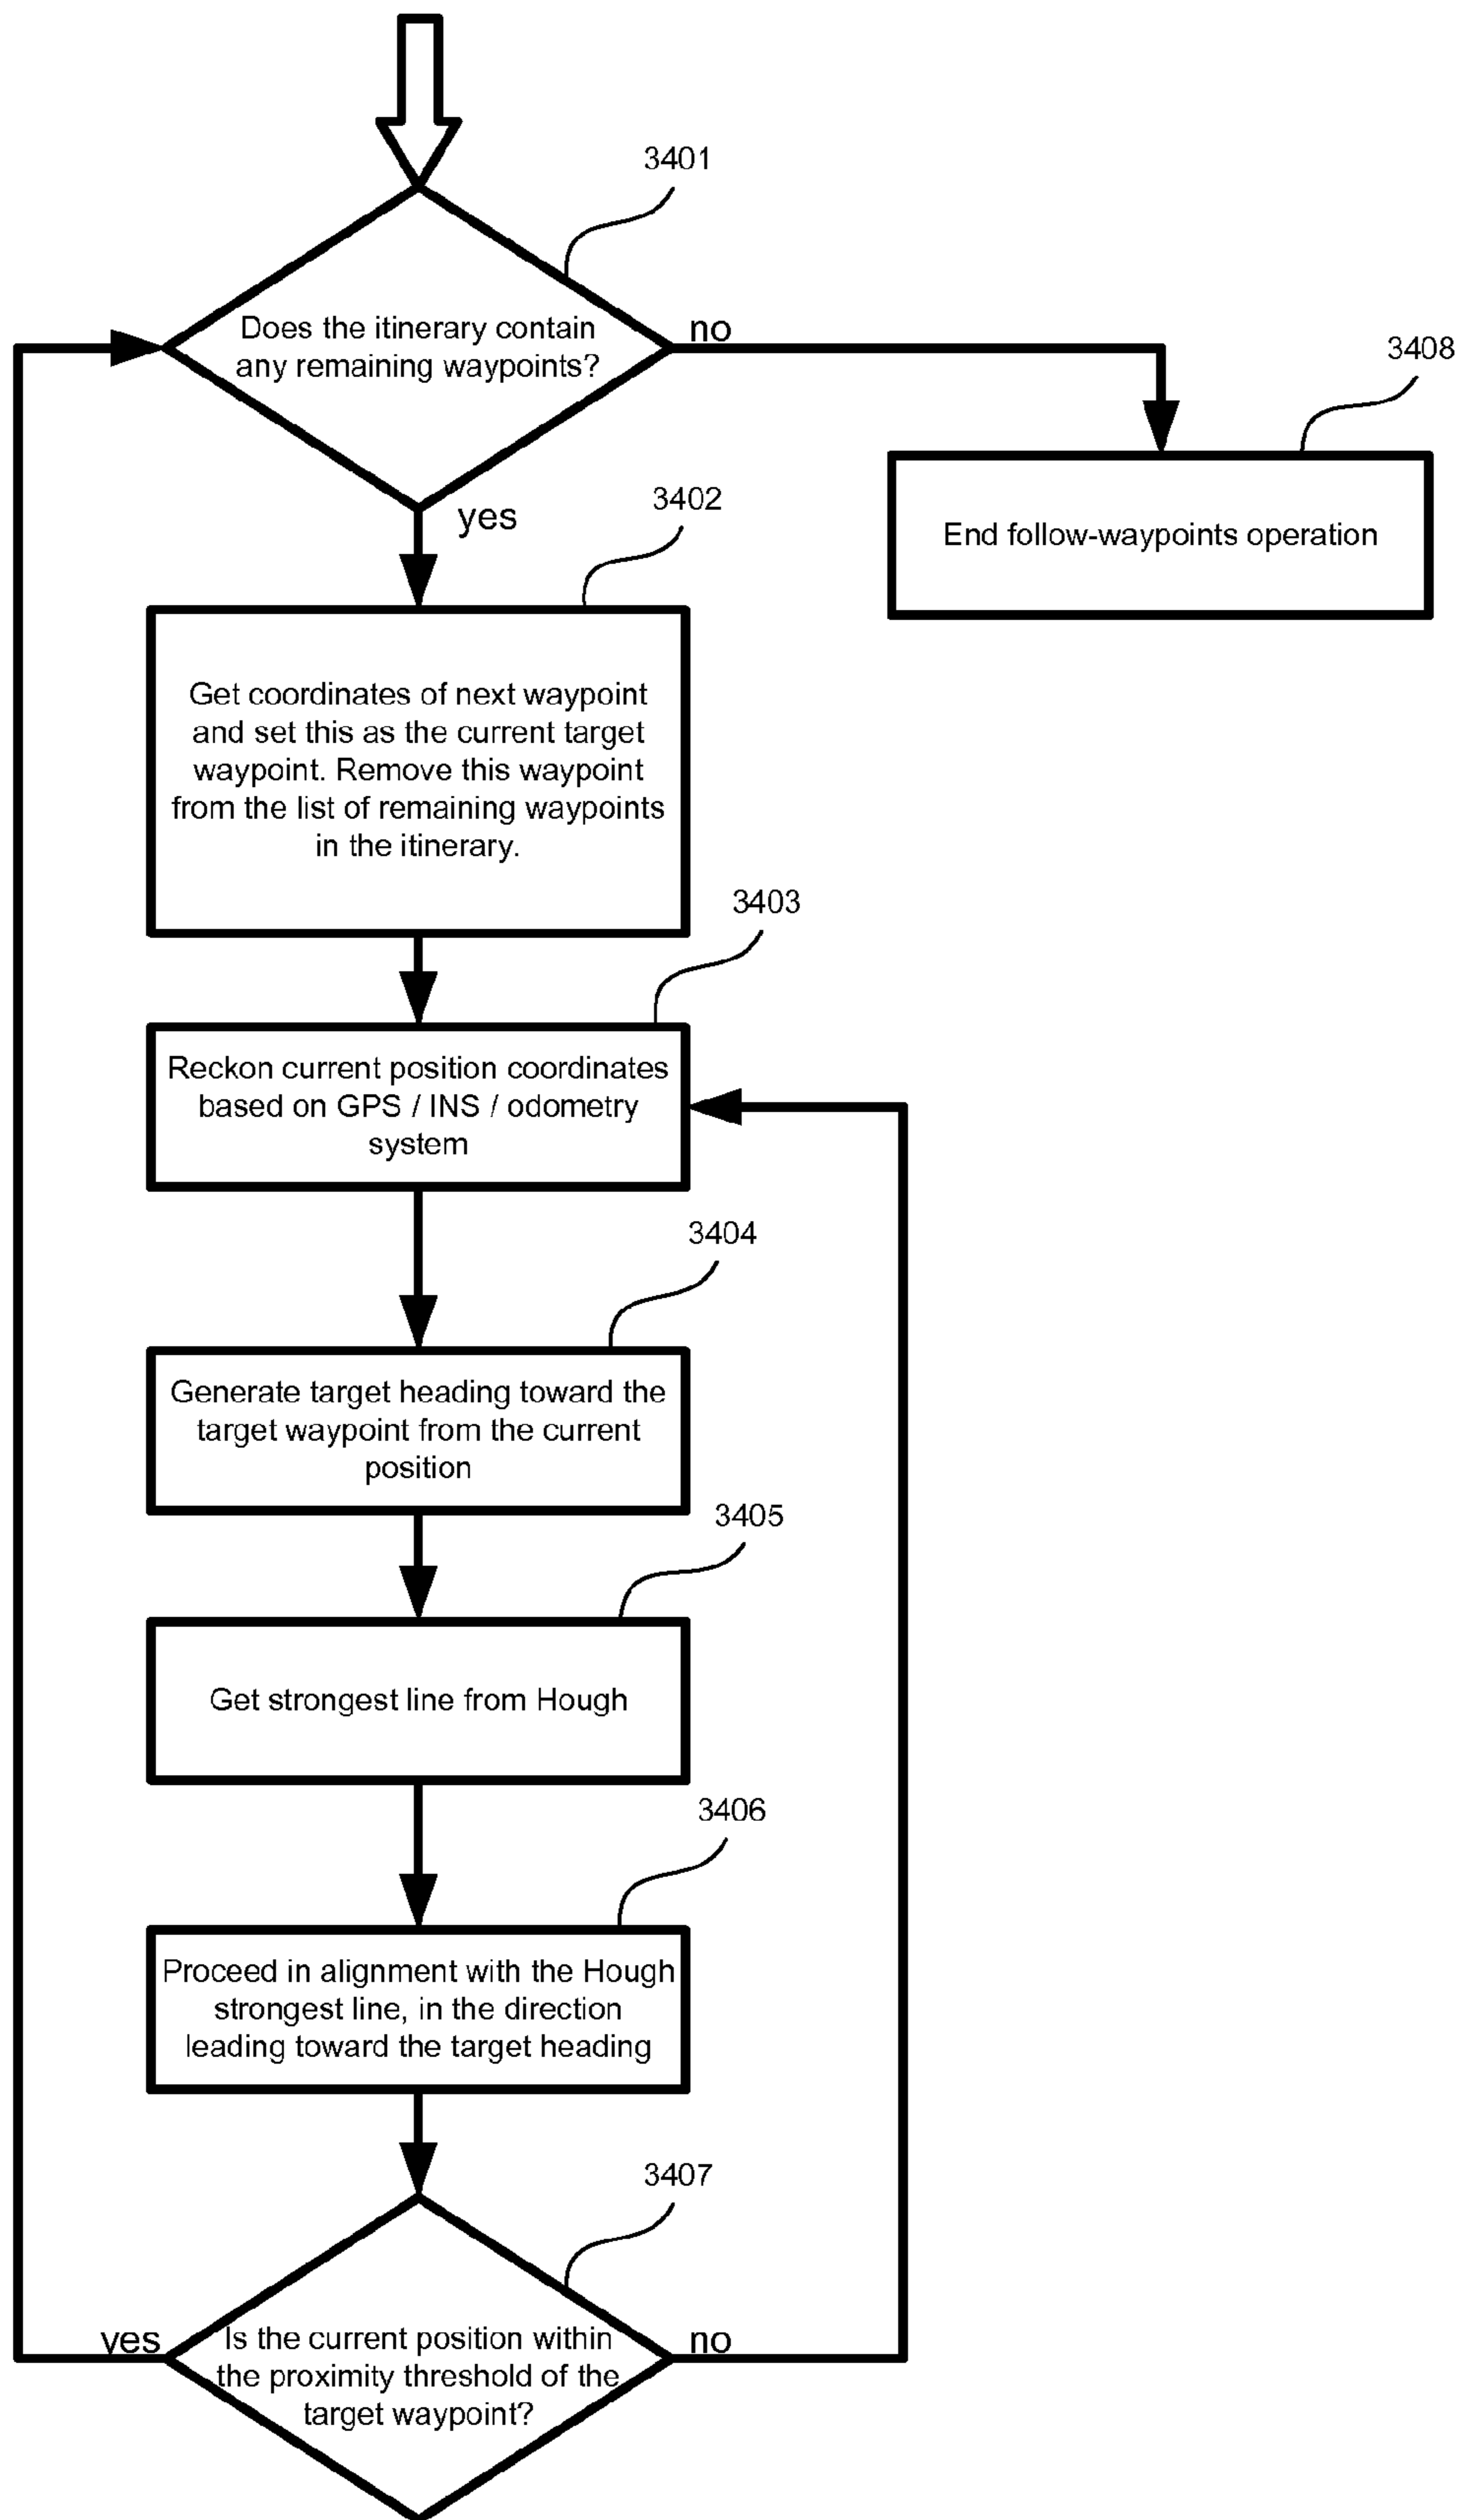 3401
Does the itinerary contain
any remaining waypoints?
no
3408
End follow-waypoints operation
yes
3402
Get coordinates of next waypoint
and set this as the current target
waypoint. Remove this waypoint
from the list of remaining waypoints
in the itinerary.
3403
Reckon current position coordinates
based on GPS / INS / odometry
system
3404
Generate target heading toward the
target waypoint from the current
position
3405
Get strongest line from Hough
3406
Proceed in alignment with the Hough
strongest line, in the direction
leading toward the target heading
3407
yes
Is the current position within
the proximity threshold of the
target waypoint?
no